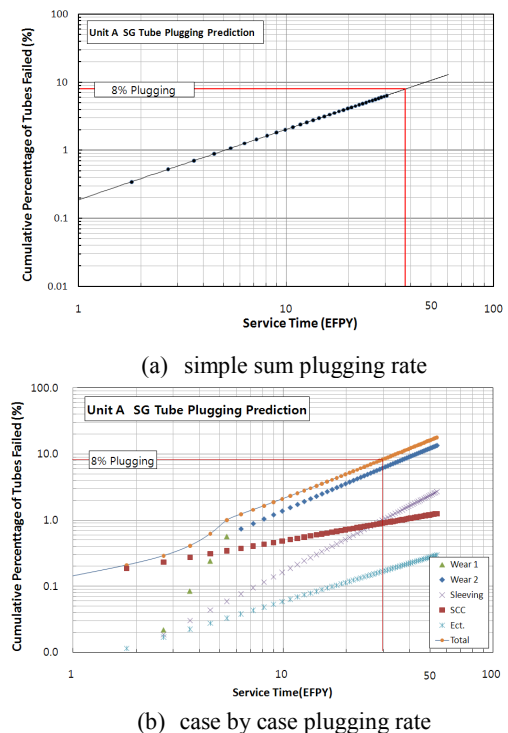 Unit A SG Tube Plugging Prediction
Cumulative Percenttage of Tubes Failed (%)
100
10
1
0.1
0.01
8% Plugging
1
10
50
100
Service Time (EFPY)
(a) simple sum plugging rate
Unit A SG Tube Plugging Prediction
Cumulative Percentage of Tubes Failed (%)
100.0
10.0
1.0
0.1
0.0
8% Plugging
Wear 1
Wear 2
Sleeving
SCC
Ect.
Total
1
10
50
100
Service Time(EFPY)
(b) case by case plugging rate